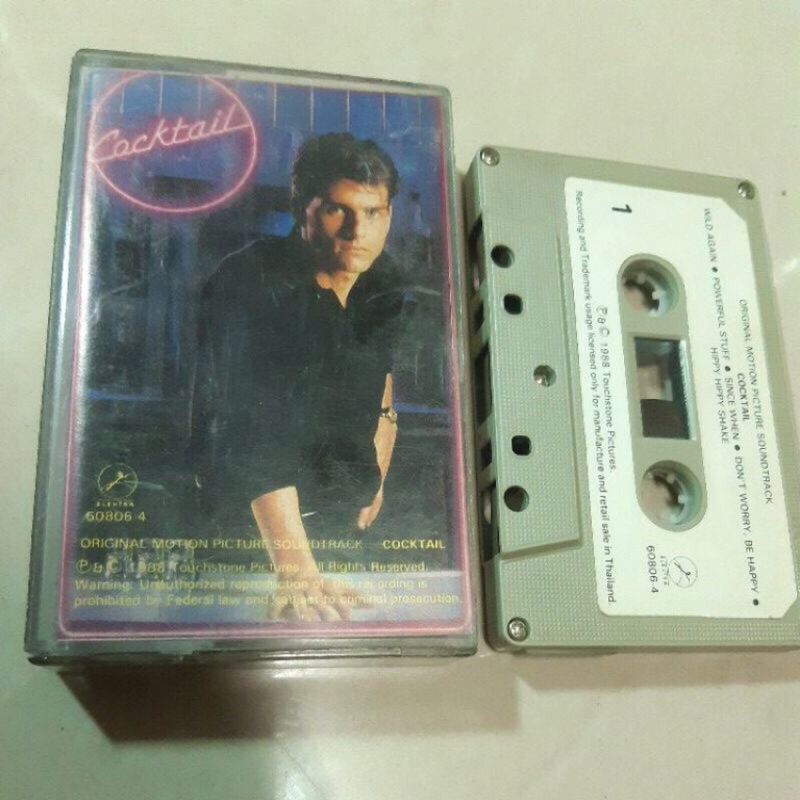 Cocktail
ELEKTRA
60806-4
ORIGINAL MOTION PICTURE SOUNDTRACK COCKTAIL
℗ & © 1988 Touchstone Pictures. All Rights Reserved.
Warning: Unauthorized reproduction of this recording is
prohibited by Federal law and subject to criminal prosecution
1
ORIGINAL MOTION PICTURE SOUNDTRACK
COCKTAIL
WILD AGAIN • POWERFUL STUFF • SINCE WHEN • DON'T WORRY, BE HAPPY •
HIPPY HIPPY SHAKE
60806-4
℗ & © 1988 Touchstone Pictures.
Recording and Trademark usage licensed only for manufacture and retail sale in Thailand.